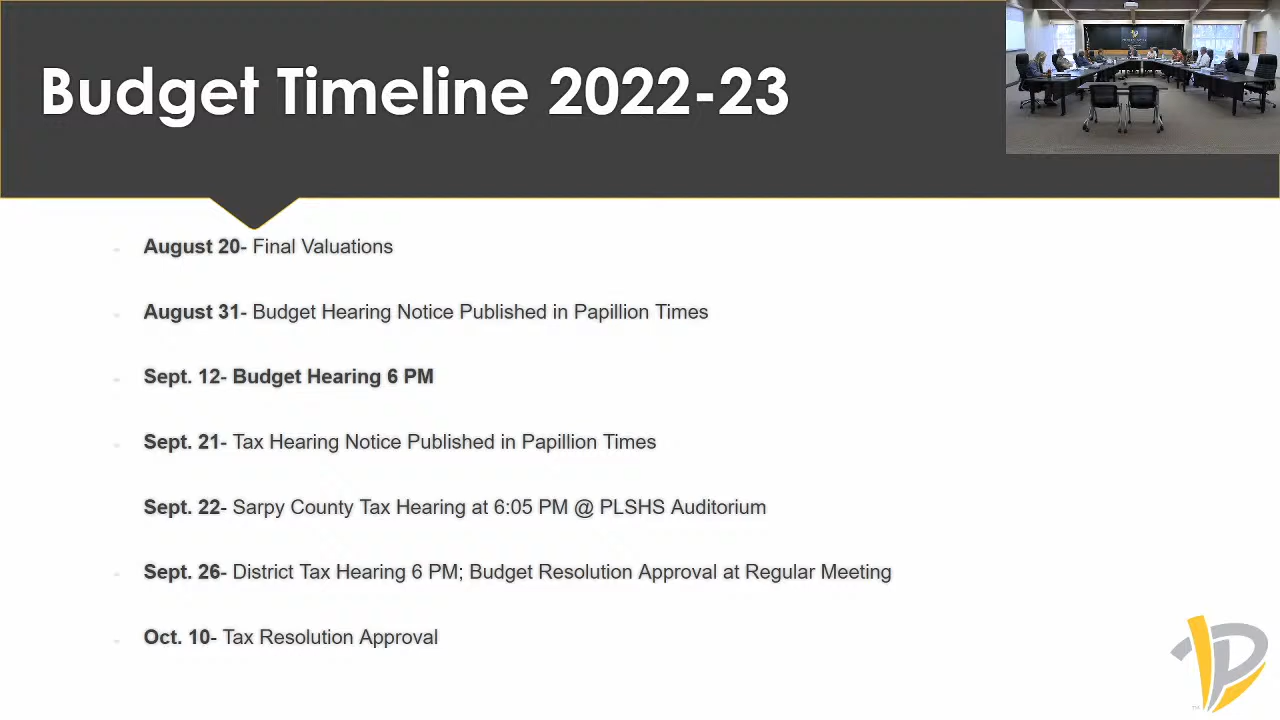 Budget Timeline 2022-23
August 20- Final Valuations
August 31- Budget Hearing Notice Published in Papillion Times
Sept. 12- Budget Hearing 6 PM
Sept. 21- Tax Hearing Notice Published in Papillion Times
Sept. 22- Sarpy County Tax Hearing at 6:05 PM @ PLSHS Auditorium
Sept. 26- District Tax Hearing 6 PM; Budget Resolution Approval at Regular Meeting
Oct. 10- Tax Resolution Approval